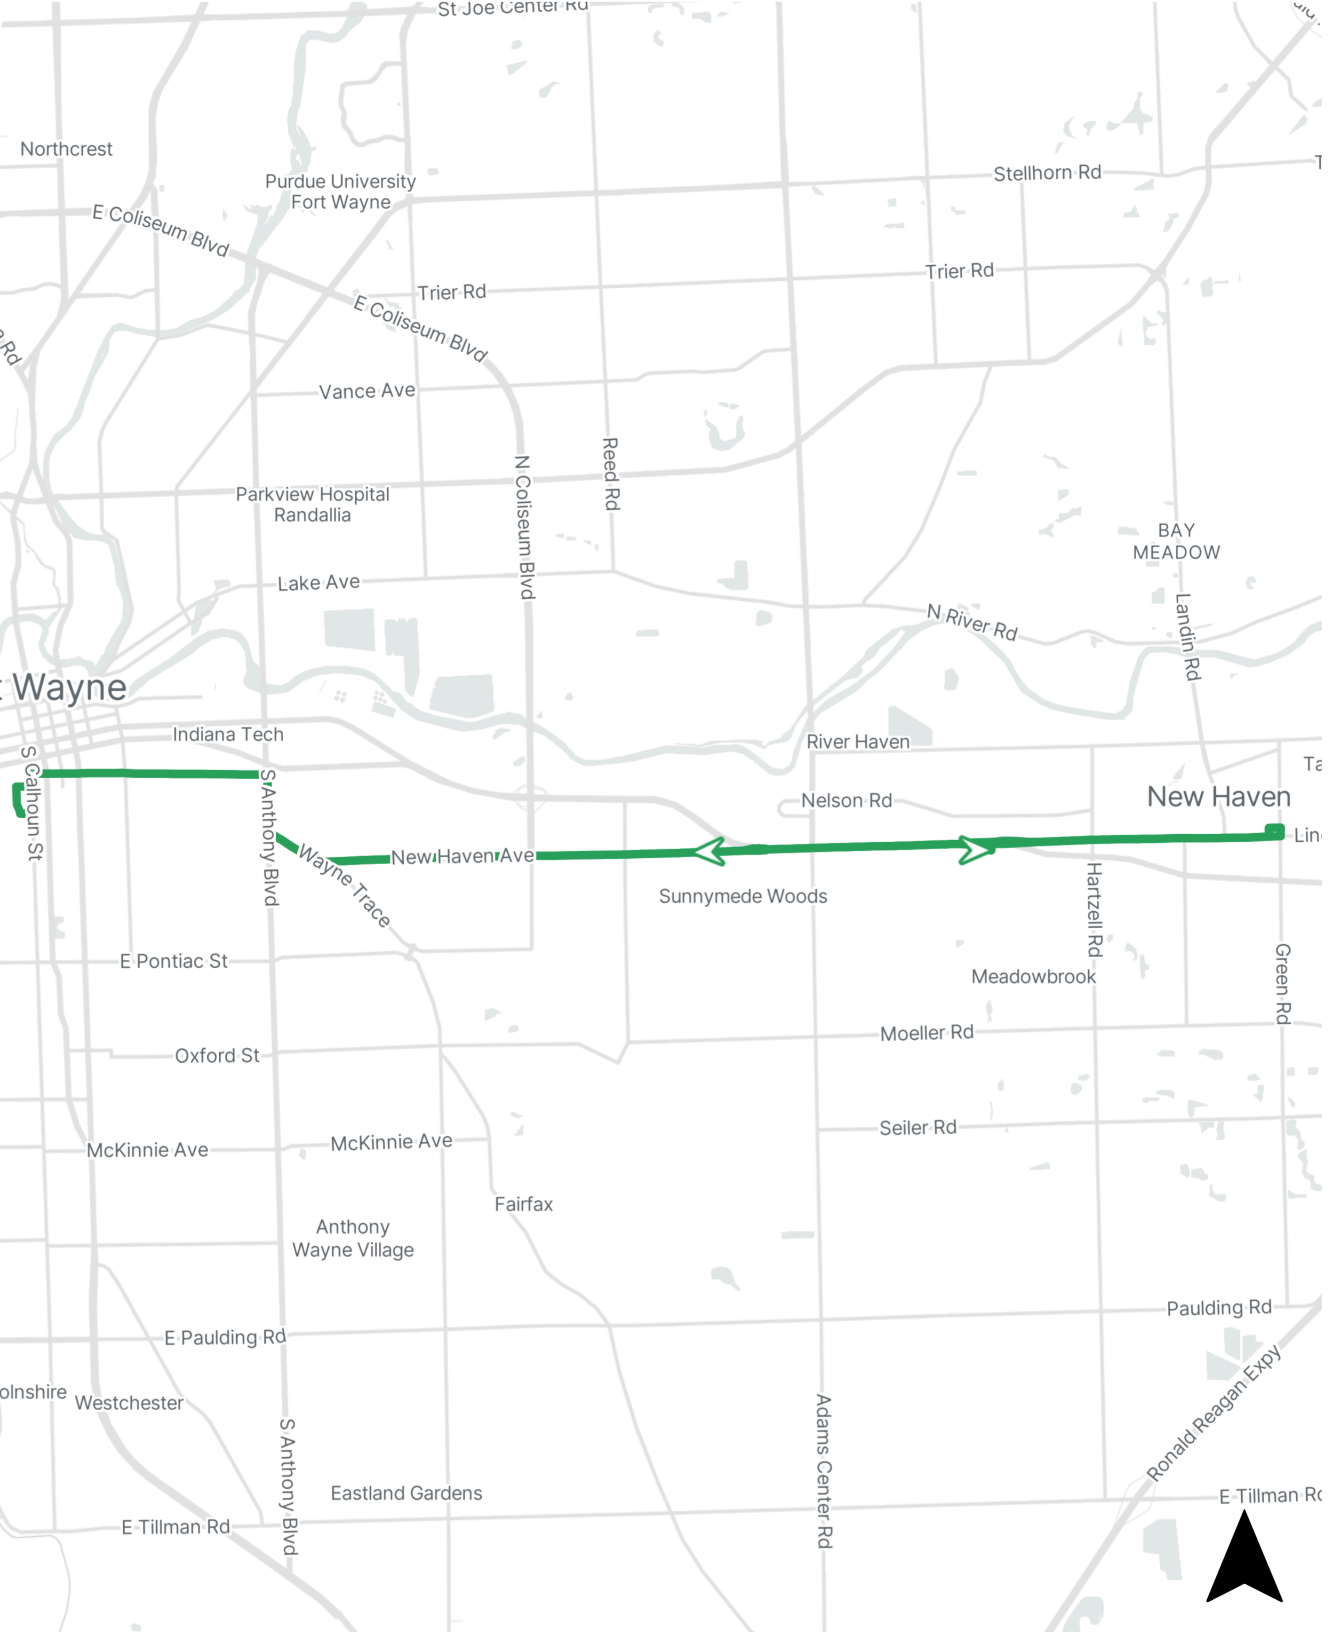 St Joe Center Rd
Northcrest
Purdue University
Fort Wayne
Stellhorn Rd
E Coliseum Blvd
Trier Rd
Trier Rd
E Coliseum Blvd
Vance Ave
Reed Rd
N Coliseum Blvd
Parkview Hospital
Randallia
BAY
MEADOW
Lake Ave
N River Rd
Landin Rd
Wayne
Indiana Tech
River Haven
S Calhoun St
S Anthony Blvd
Nelson Rd
New Haven
New Haven Ave
Wayne Trace
Sunnymede Woods
Hartzell Rd
E Pontiac St
Meadowbrook
Green Rd
Moeller Rd
Oxford St
Seiler Rd
McKinnie Ave
McKinnie Ave
Fairfax
Anthony
Wayne Village
Paulding Rd
E Paulding Rd
olnshire
Westchester
Ronald Reagan Expy
Adams Center Rd
S Anthony Blvd
Eastland Gardens
E Tillman Rd
E Tillman Rd